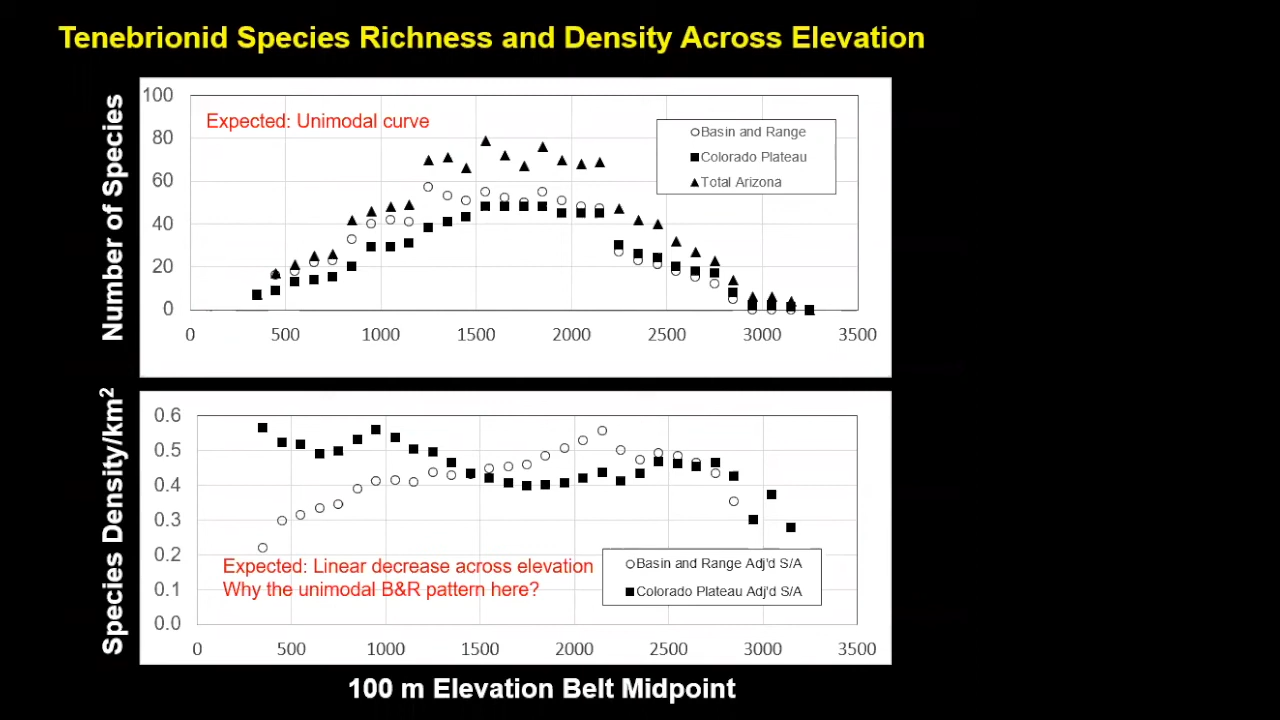 Tenebrionid Species Richness and Density Across Elevation
Number of Species
100
80
60
40
20
0
Expected: Unimodal curve
Basin and Range
Colorado Plateau
Total Arizona
0 500 1000 1500 2000 2500 3000 3500
Species Density/km²
0.6
0.5
0.4
0.3
0.2
0.1
0.0
Expected: Linear decrease across elevation
Why the unimodal B&R pattern here?
Basin and Range Adj'd S/A
Colorado Plateau Adj'd S/A
0 500 1000 1500 2000 2500 3000 3500
100 m Elevation Belt Midpoint